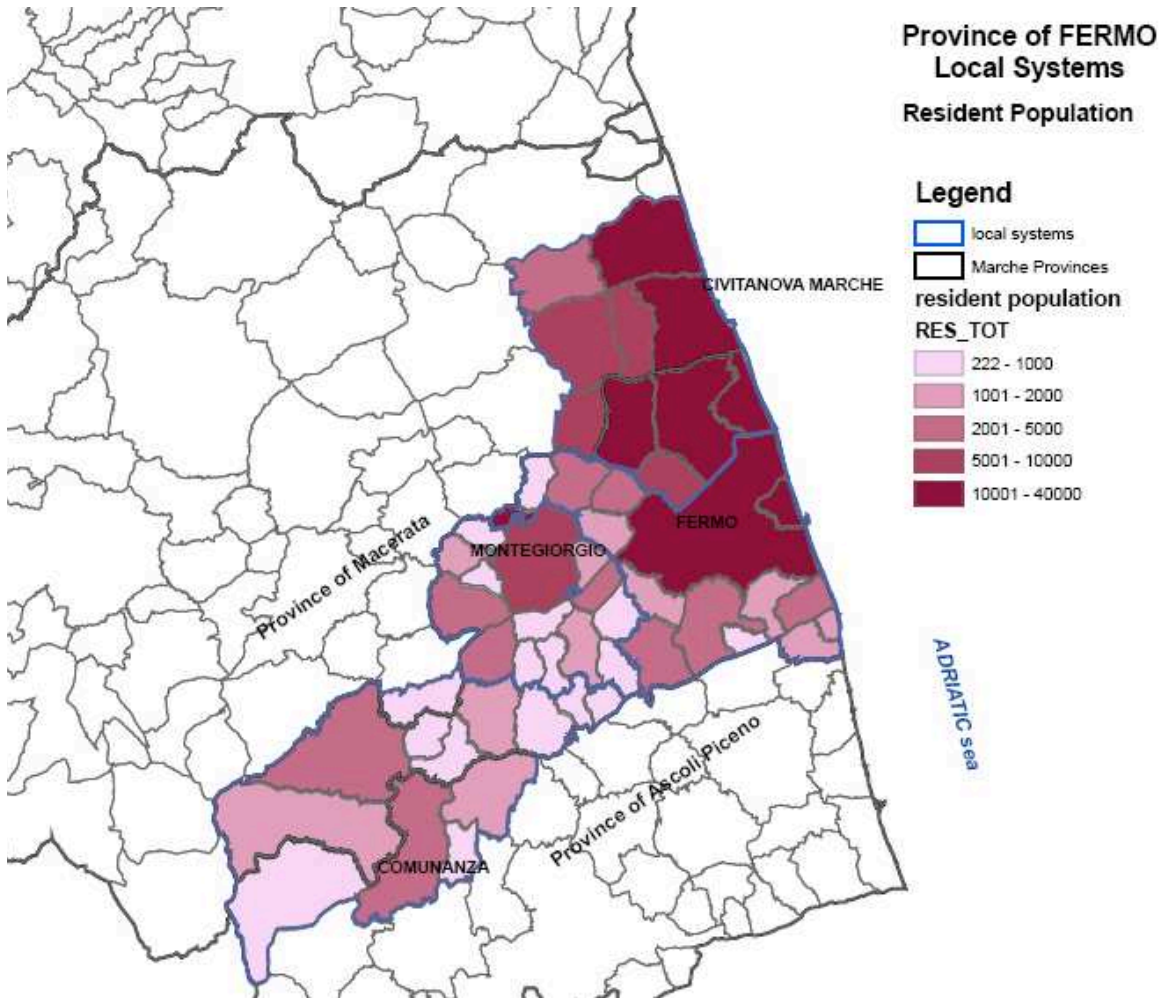 Province of FERMO
Local Systems
Resident Population
Legend
local systems
Marche Provinces
resident population
RES_TOT
222 - 1000
1001 - 2000
2001 - 5000
5001 - 10000
10001 - 40000
CIVITANOVA MARCHE
FERMO
MONTEGIORGIO
Province of Macerata
ADRIATIC sea
Province of Ascoli Piceno
COMUNANZA